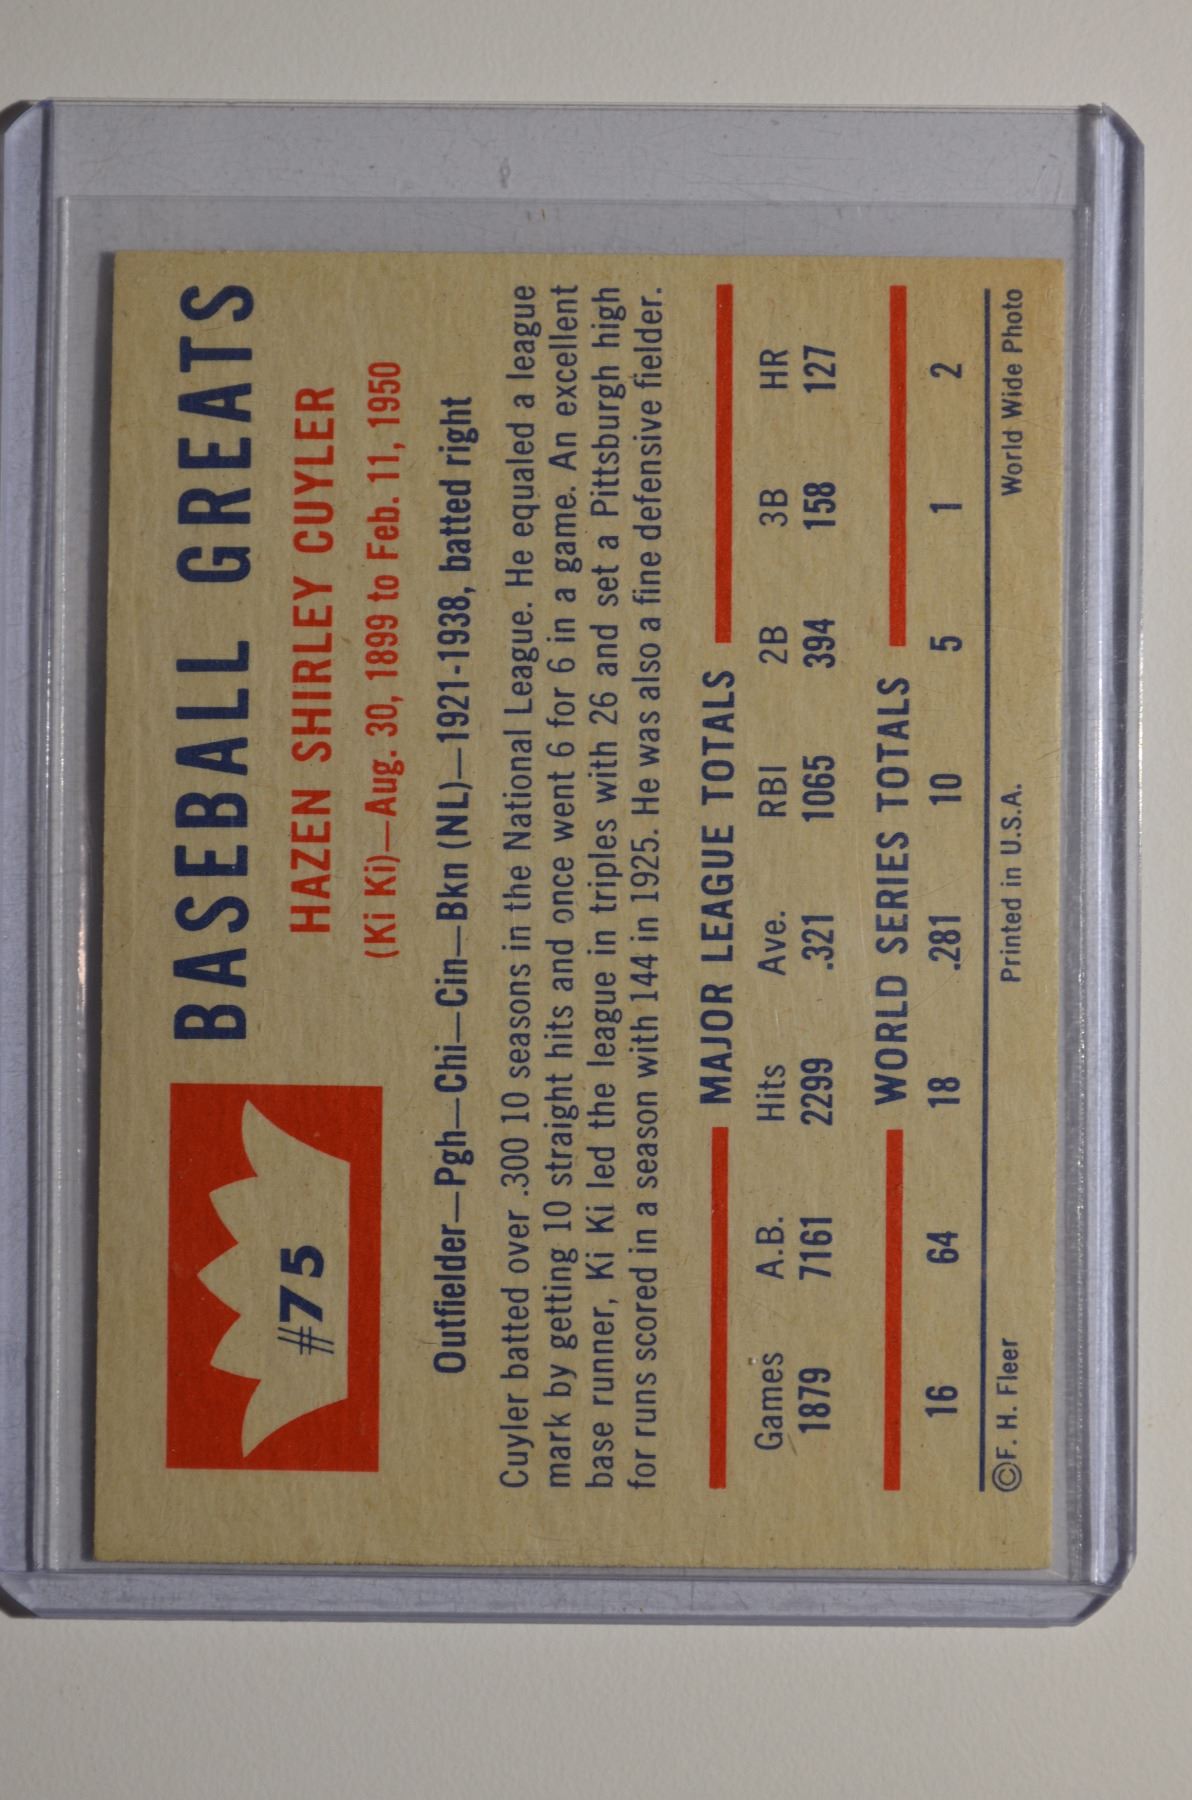 #75
BASEBALL GREATS
HAZEN SHIRLEY CUYLER
(Ki Ki)—Aug. 30, 1899 to Feb. 11, 1950
Outfielder—Pgh—Chi—Cin—Bkn (NL)—1921-1938, batted right
Cuyler batted over .300 10 seasons in the National League. He equaled a league
mark by getting 10 straight hits and once went 6 for 6 in a game. An excellent
base runner, Ki Ki led the league in triples with 26 and set a Pittsburgh high
for runs scored in a season with 144 in 1925. He was also a fine defensive fielder.
MAJOR LEAGUE TOTALS
Games A.B. Hits Ave. RBI 2B 3B HR
1879 7161 2299 .321 1065 394 158 127
WORLD SERIES TOTALS
16 64 18 .281 10 5 1 2
©F. H. Fleer Printed in U.S.A. World Wide Photo